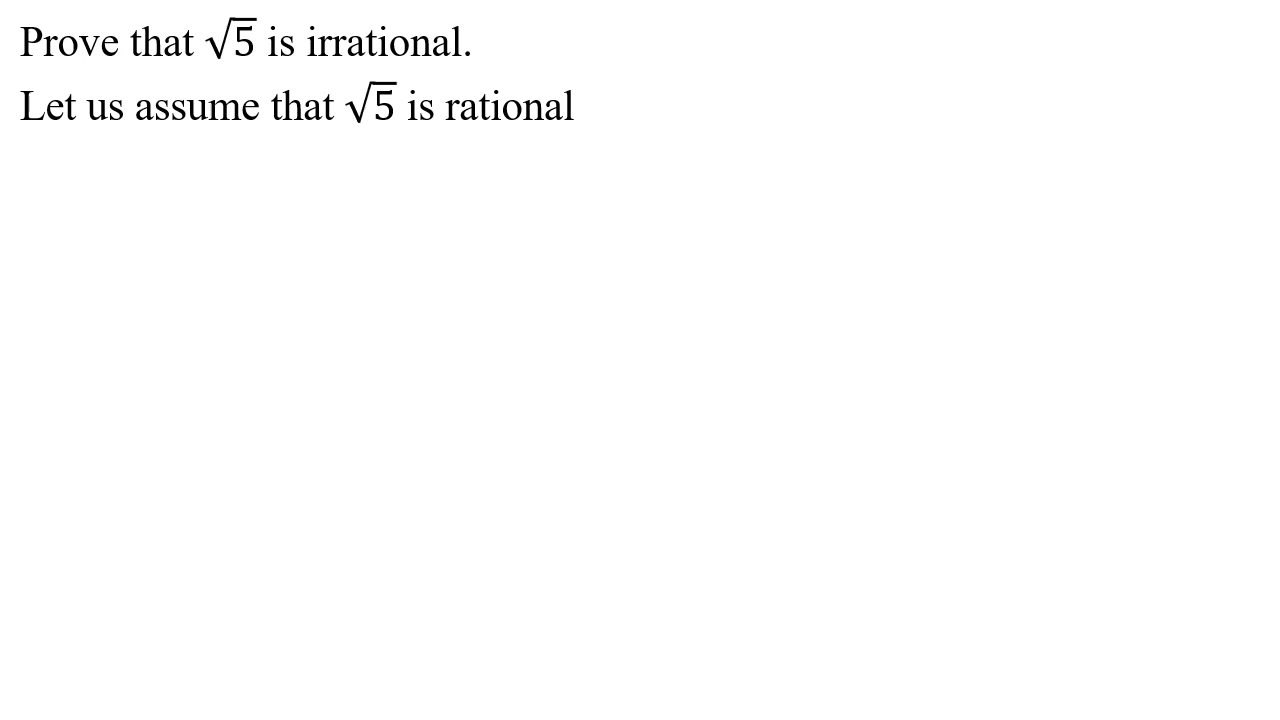 Prove that √5 is irrational.
Let us assume that √5 is rational